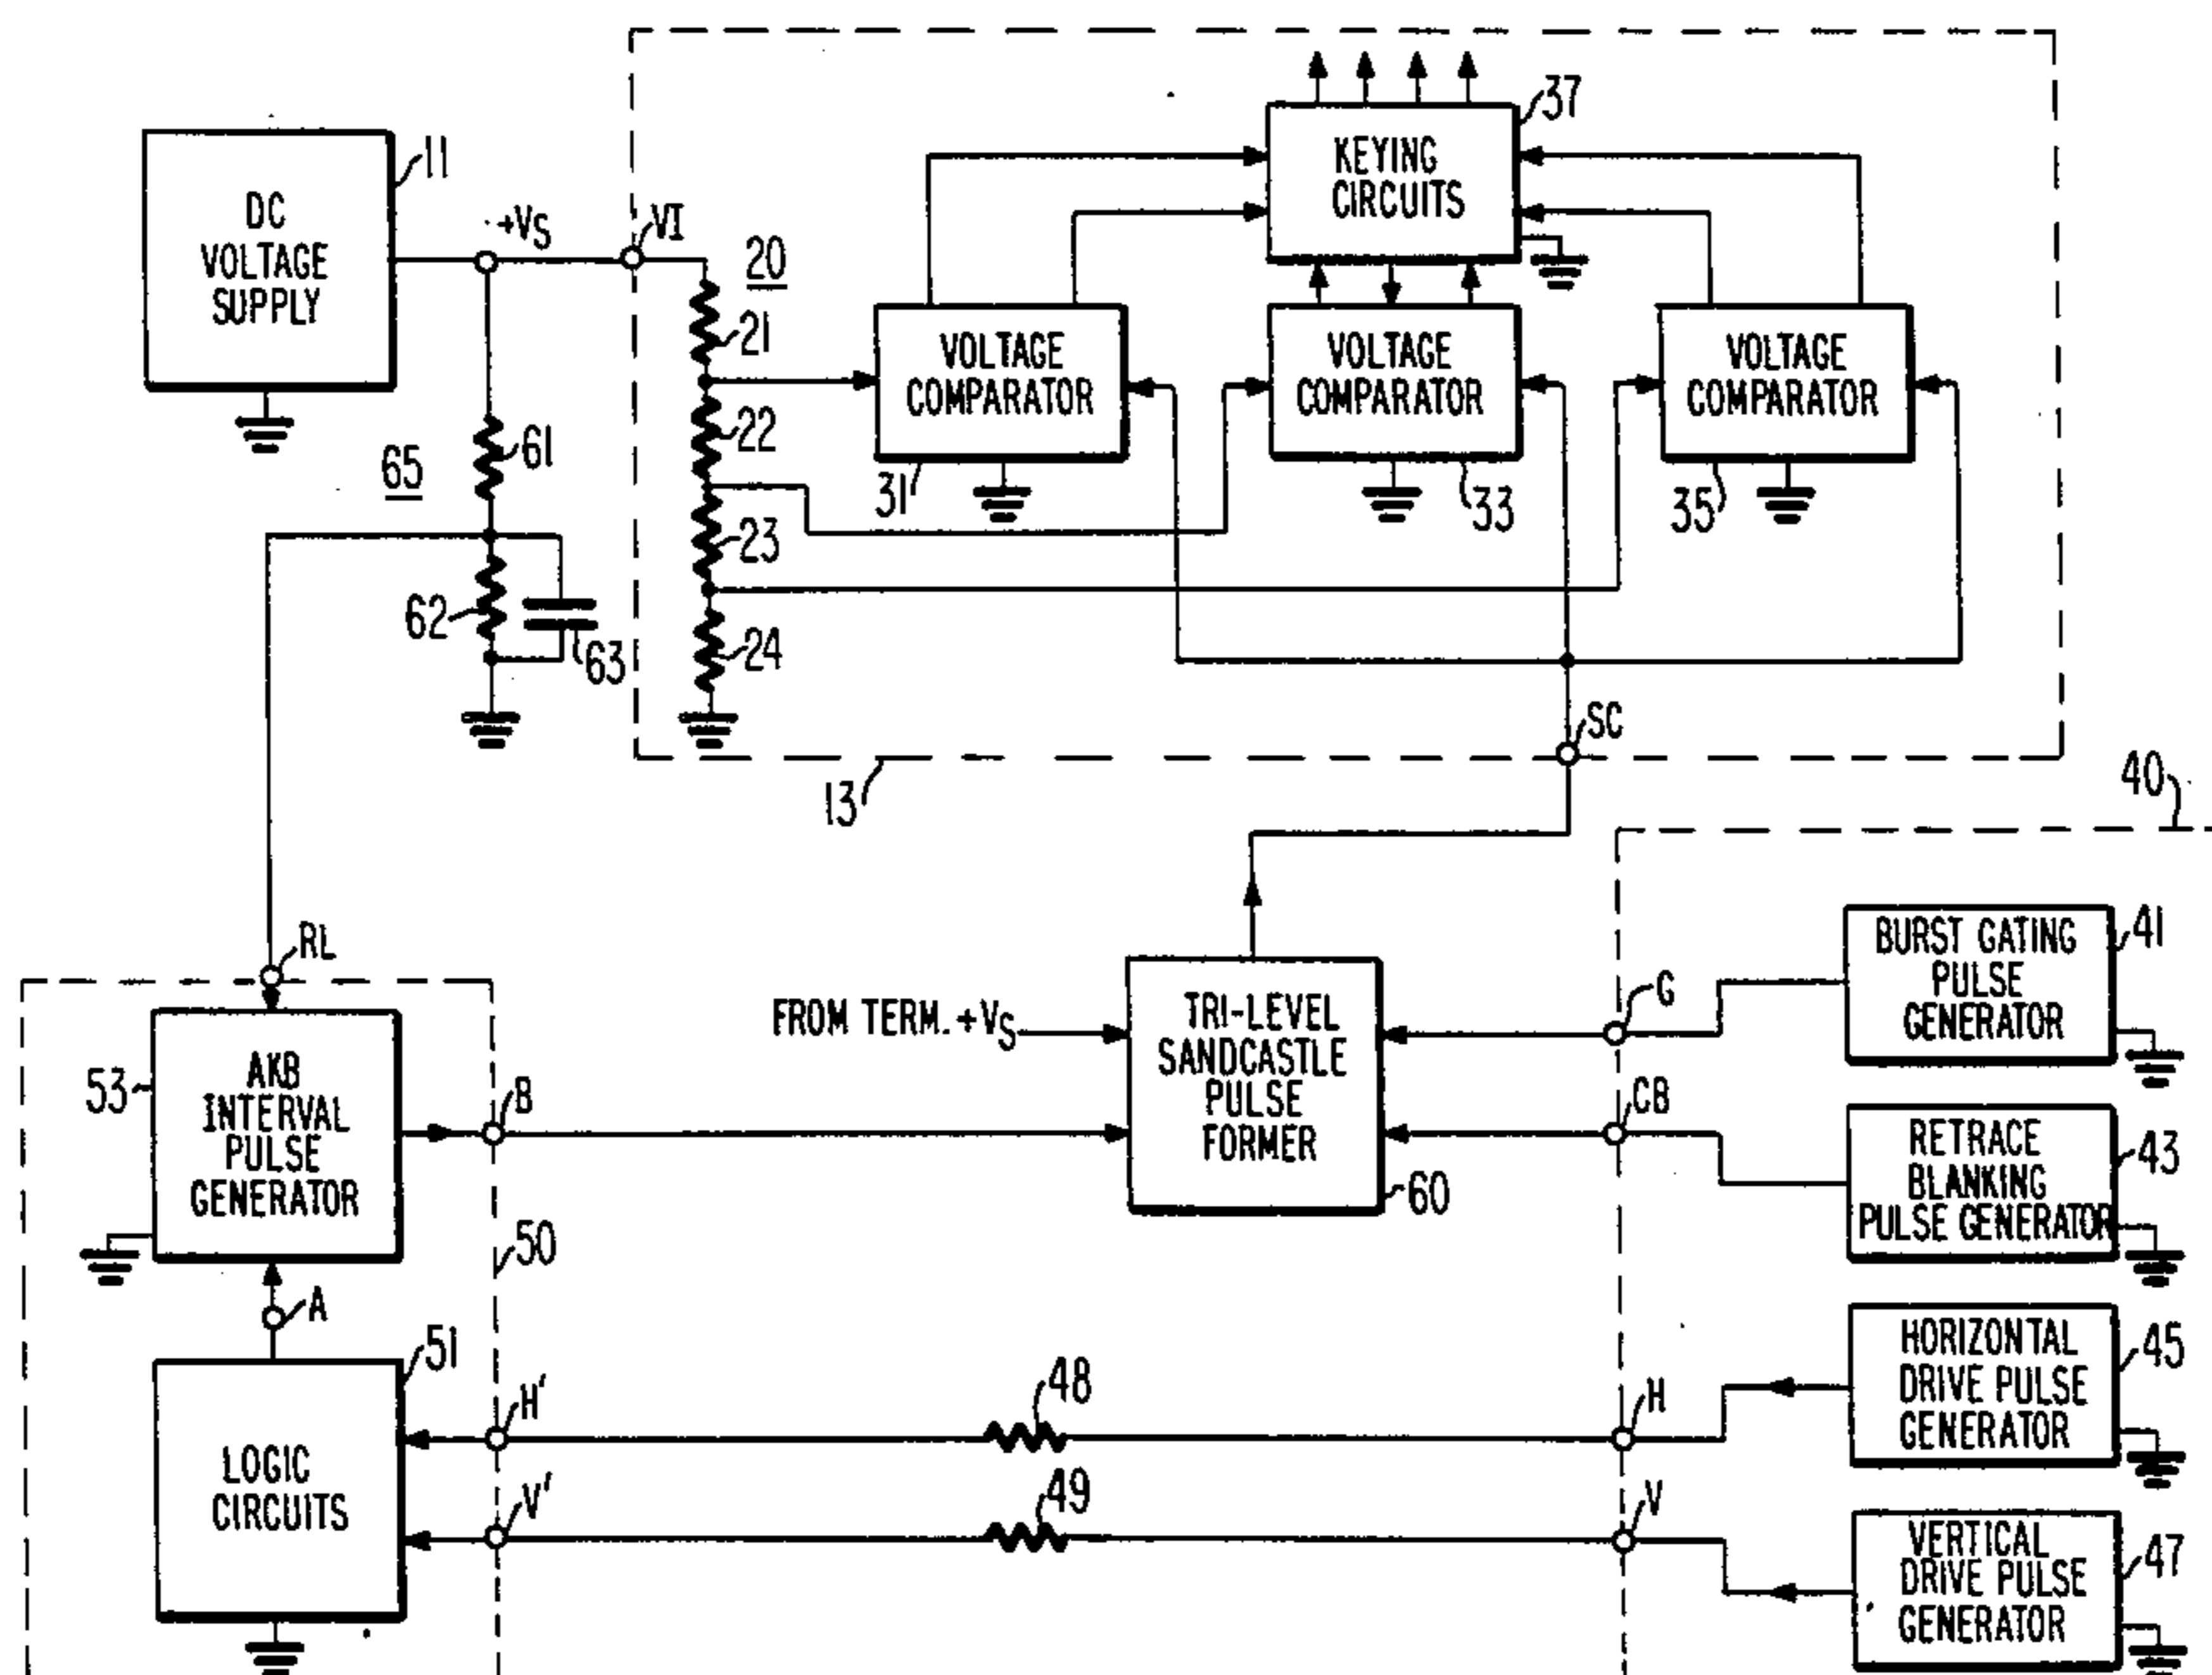 37
KEYING
CIRCUITS
11
DC
VOLTAGE
SUPPLY
+VS
VI
20
21
22
23
24
VOLTAGE
COMPARATOR
31
VOLTAGE
COMPARATOR
33
VOLTAGE
COMPARATOR
35
65
61
62
63
SC
13
40
RL
53
AKB
INTERVAL
PULSE
GENERATOR
B
50
A
51
LOGIC
CIRCUITS
H'
V'
FROM TERM. +VS
TRI-LEVEL
SANDCASTLE
PULSE
FORMER
60
G
CB
48
49
H
V
BURST GATING
PULSE
GENERATOR
41
RETRACE
BLANKING
PULSE GENERATOR
43
HORIZONTAL
DRIVE PULSE
GENERATOR
45
VERTICAL
DRIVE PULSE
GENERATOR
47